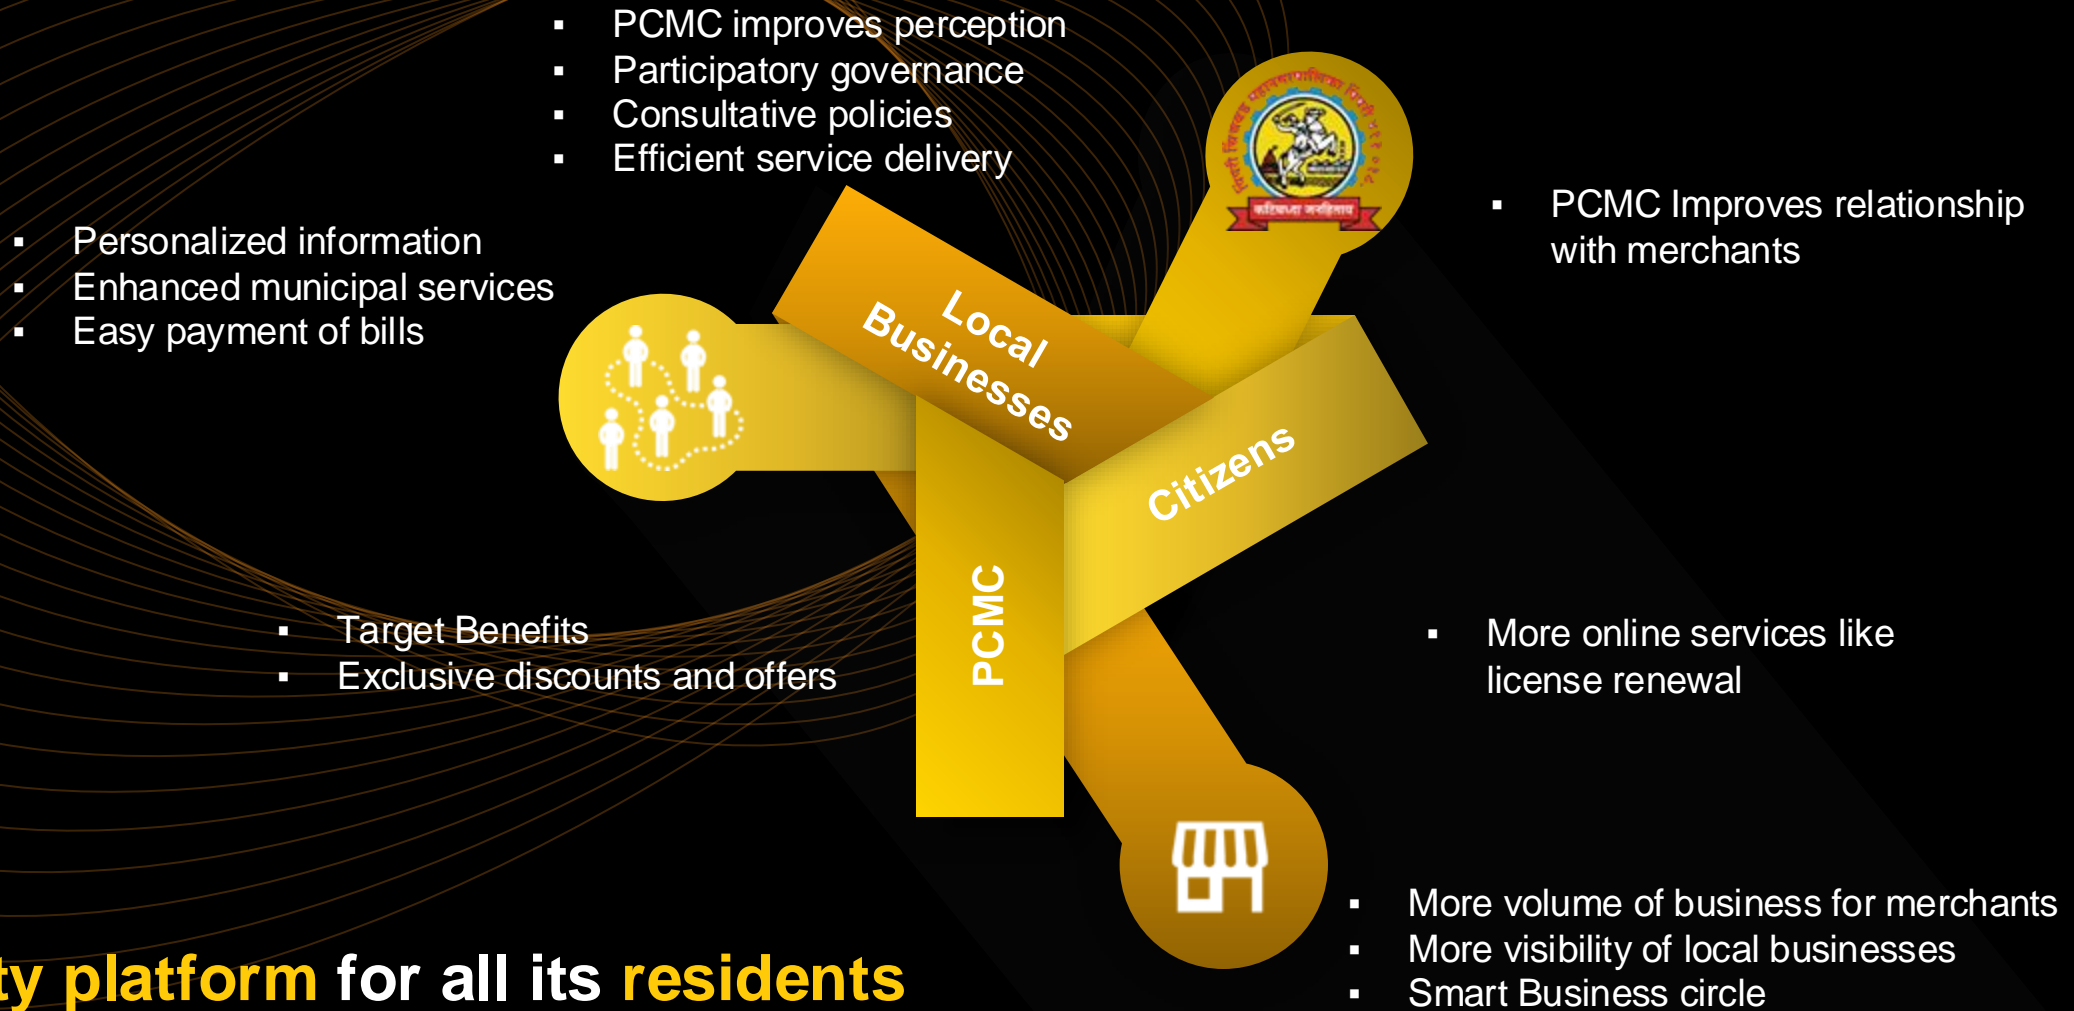 ▪ PCMC improves perception
▪ Participatory governance
▪ Consultative policies
▪ Efficient service delivery
▪ PCMC Improves relationship
with merchants
▪ Personalized information
▪ Enhanced municipal services
▪ Easy payment of bills
Local
Businesses
Citizens
PCMC
▪ Target Benefits
▪ Exclusive discounts and offers
▪ More online services like
license renewal
▪ More volume of business for merchants
▪ More visibility of local businesses
▪ Smart Business circle
ty platform for all its residents